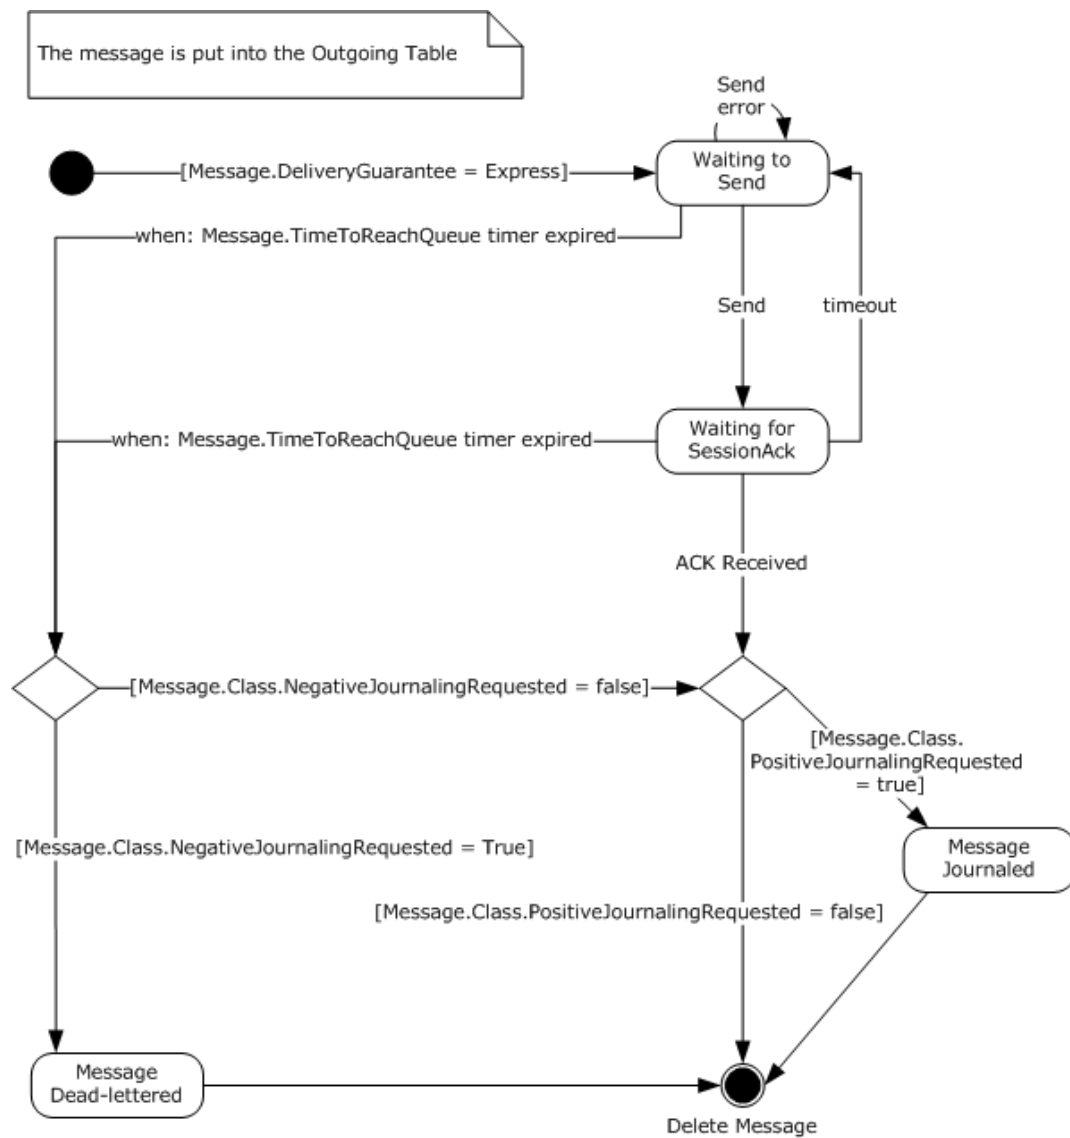 The message is put into the Outgoing Table
Send
error
Waiting to
Send
[Message.DeliveryGuarantee = Express]
when: Message.TimeToReachQueue timer expired
Send
timeout
Waiting for
SessionAck
when: Message.TimeToReachQueue timer expired
ACK Received
[Message.Class.NegativeJournalingRequested = false]
[Message.Class.
PositiveJournalingRequested
= true]
[Message.Class.NegativeJournalingRequested = True]
Message
Journaled
[Message.Class.PositiveJournalingRequested = false]
Message
Dead-lettered
Delete Message